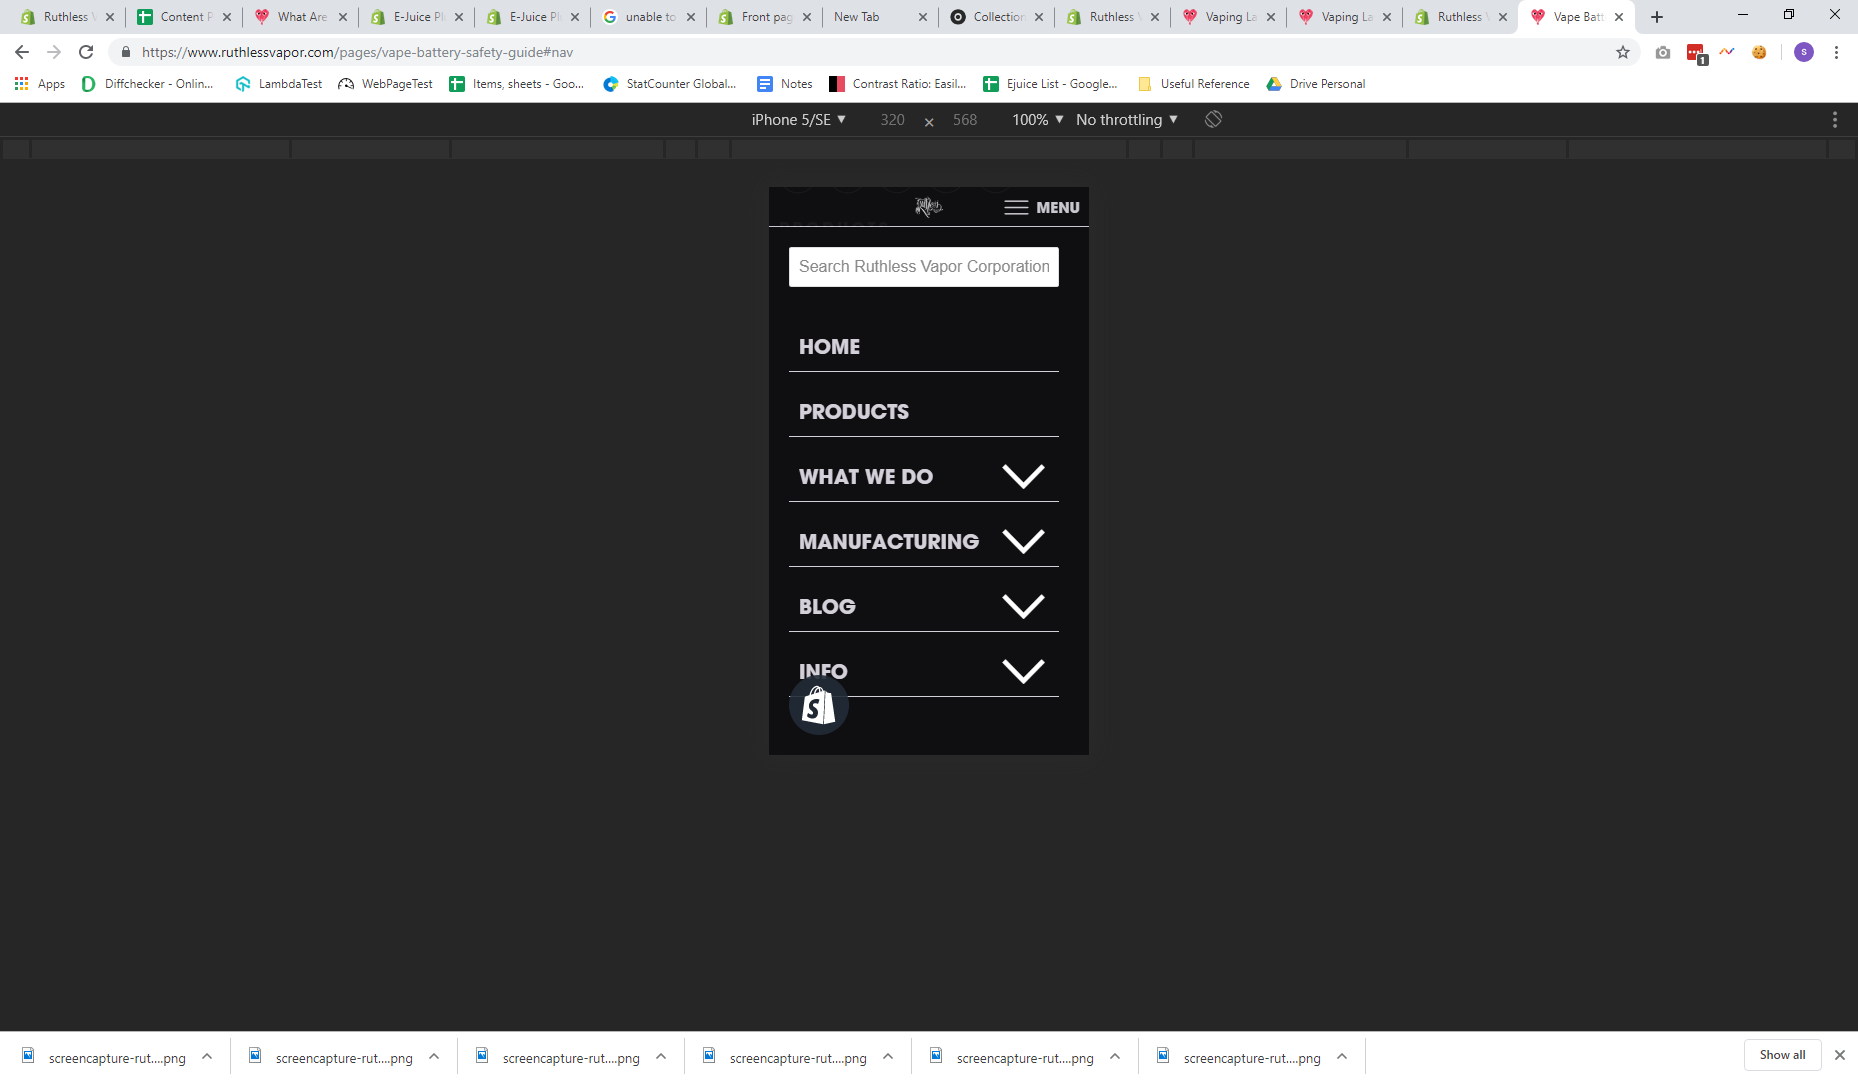 Ruthless V
Content P
What Are
E-Juice Pl
E-Juice Pl
unable to
Front pag
New Tab
Collection
Ruthless V
Vaping La
Vaping La
Ruthless V
Vape Batt
https://www.ruthlessvapor.com/pages/vape-battery-safety-guide#nav
1
s
Apps
Diffchecker - Onlin...
LambdaTest
WebPageTest
Items, sheets - Goo...
StatCounter Global...
Notes
Contrast Ratio: Easil...
Ejuice List - Google...
Useful Reference
Drive Personal
iPhone 5/SE ▼ 320 × 568 100% ▼ No throttling ▼
Ruthless
MENU
PRODUCTS
Search Ruthless Vapor Corporation
HOME
PRODUCTS
WHAT WE DO
MANUFACTURING
BLOG
INFO
screencapture-rut....png
screencapture-rut....png
screencapture-rut....png
screencapture-rut....png
screencapture-rut....png
screencapture-rut....png
Show all